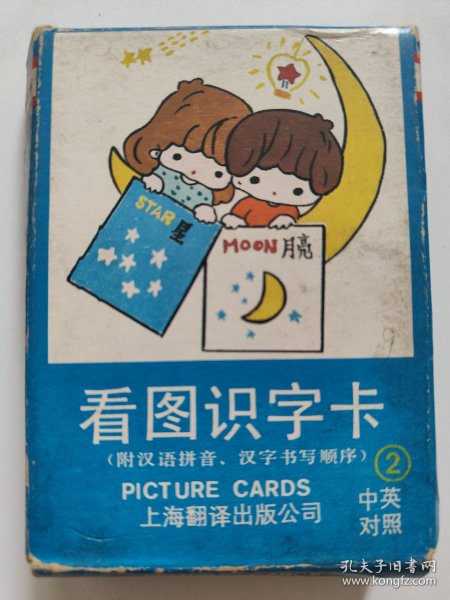 STAR 星
MOON 月亮
9
看图识字卡
(附汉语拼音、汉字书写顺序) ②
PICTURE CARDS
上海翻译出版公司
中英
对照
孔夫子旧书网
www.kongfz.com